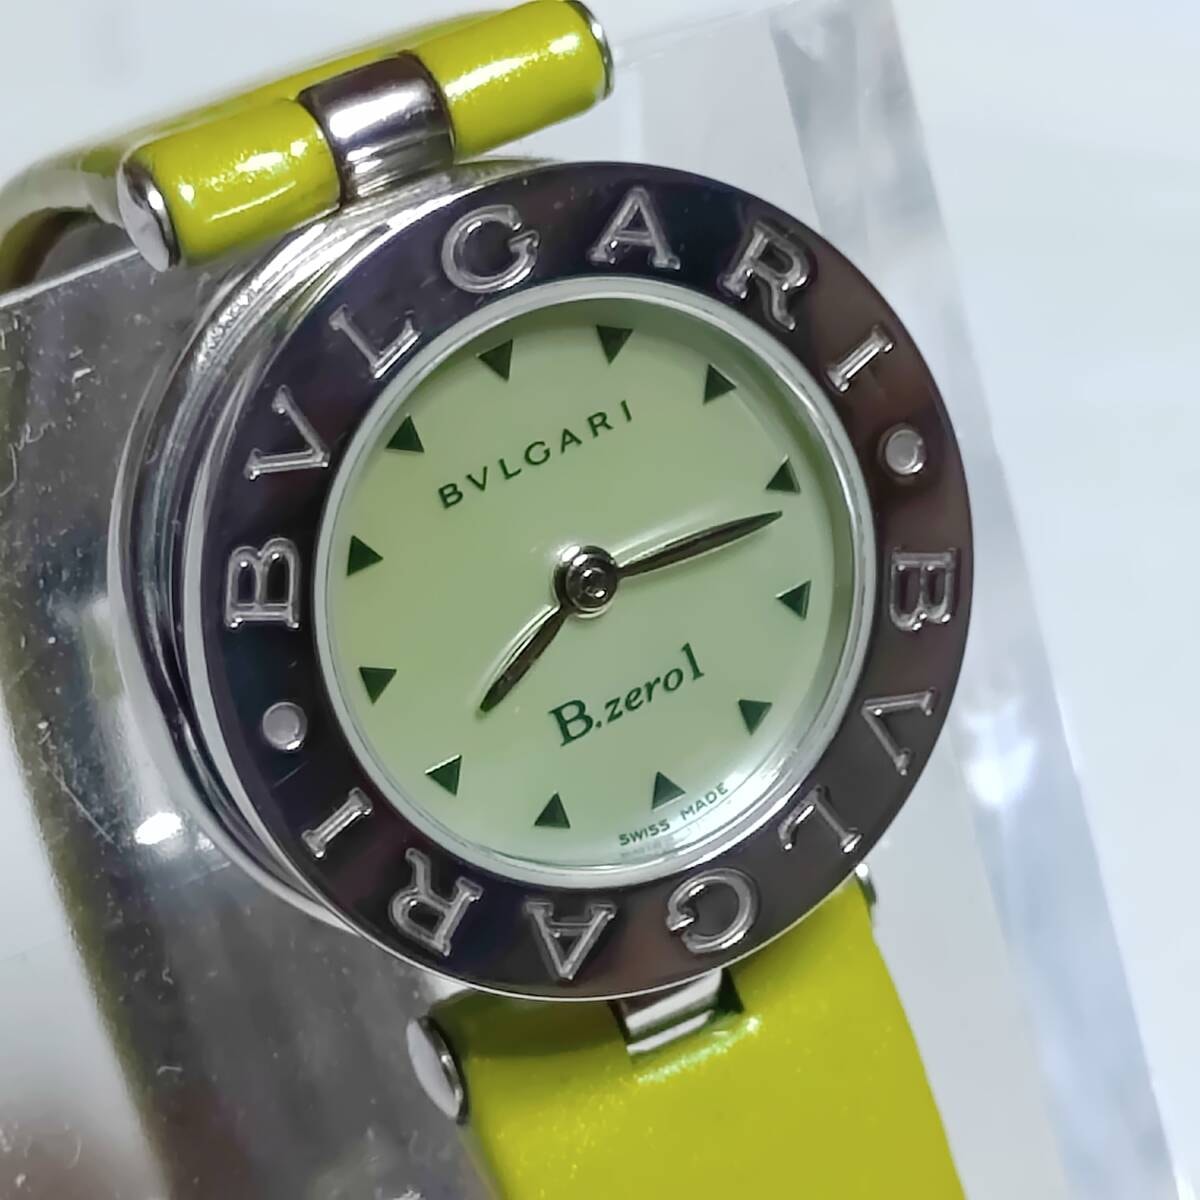 BVLGARI • BVLGARI •
BVLGARI
B.zero1
SWISS MADE